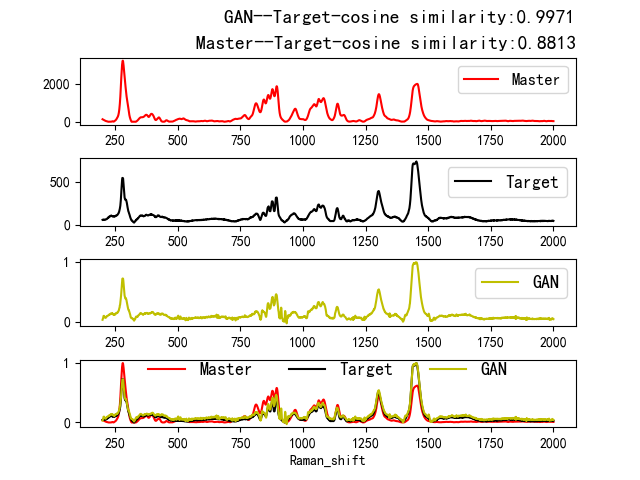 GAN--Target-cosine similarity:0.9971
Master--Target-cosine similarity:0.8813
2000
0
Master
250 500 750 1000 1250 1500 1750 2000
500
0
Target
250 500 750 1000 1250 1500 1750 2000
1
0
GAN
250 500 750 1000 1250 1500 1750 2000
1
0
Master Target GAN
250 500 750 1000 1250 1500 1750 2000
Raman_shift